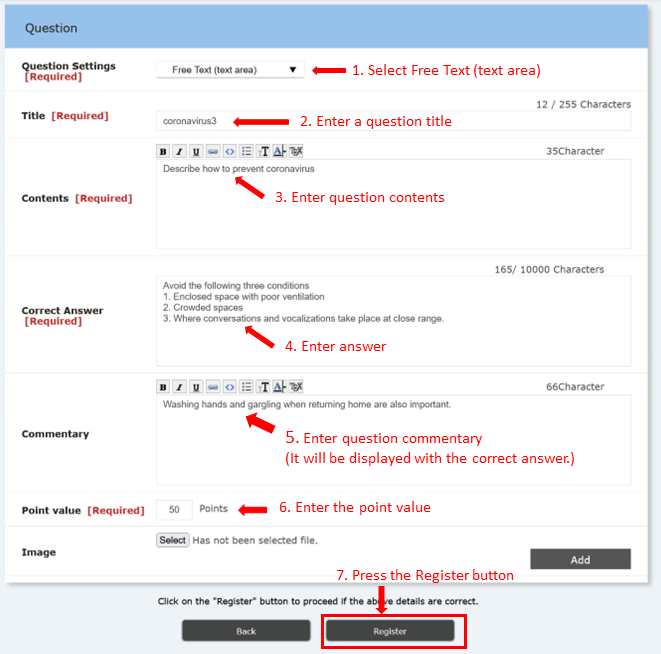 Question
Question Settings
[Required]
Free Text (text area) ▼
1. Select Free Text (text area)
12 / 255 Characters
Title [Required]
coronavirus3
2. Enter a question title
B I U <> T A
35Character
Contents [Required]
Describe how to prevent coronavirus
3. Enter question contents
165/ 10000 Characters
Correct Answer
[Required]
Avoid the following three conditions
1. Enclosed space with poor ventilation
2. Crowded spaces
3. Where conversations and vocalizations take place at close range.
4. Enter answer
B I U <> T A
66Character
Commentary
Washing hands and gargling when returning home are also important.
5. Enter question commentary
(It will be displayed with the correct answer.)
Point value [Required]
50 Points
6. Enter the point value
Image
Select Has not been selected file.
Add
7. Press the Register button
Click on the "Register" button to proceed if the above details are correct.
Back
Register